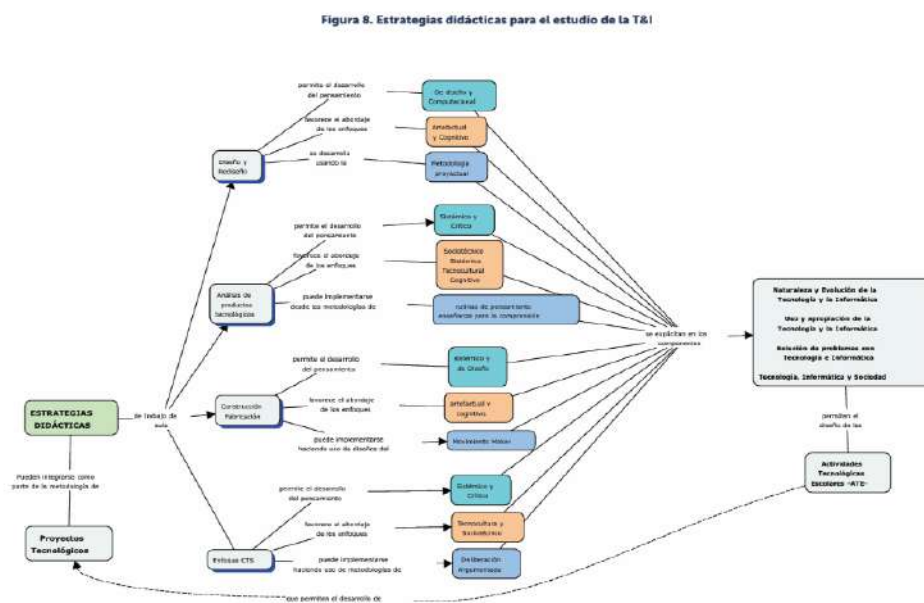 Figura 8. Estrategias didácticas para el estudio de la T&I
permite el desarrollo
del pensamiento
De diseño y
Computacional
favorece el abordaje
de los enfoques
Artefactual
y Cognitivo
Diseño y
Rediseño
se desarrolla
usando la
Metodología
proyectual
permite el desarrollo
del pensamiento
Sistémico y
Crítico
favorece el abordaje
de los enfoques
Sociotécnico
Sistémico
Tecnocultural
Cognitivo
Análisis de
productos
tecnológicos
puede implementarse
desde las metodologías de
rutinas de pensamiento
enseñanza para la comprensión
se explicitan en los
componentes
Naturaleza y Evolución de la
Tecnología y la Informática
Uso y apropiación de la
Tecnología y la Informática
Solución de problemas con
Tecnología e Informática
Tecnología, Informática y Sociedad
permite el desarrollo
del pensamiento
Sistémico y
de Diseño
favorece el abordaje
de los enfoques
Artefactual y
Cognitivo
Construcción
Fabricación
puede implementarse
haciendo uso de diseños del
Movimiento Maker
ESTRATEGIAS
DIDÁCTICAS
de trabajo de
aula
permiten el
diseño de las
Actividades
Tecnológicas
Escolares -ATE-
Pueden integrarse como
parte de la metodología de
Proyectos
Tecnológicos
permite el desarrollo
del pensamiento
Sistémico y
Crítico
favorece el abordaje
de los enfoques
Tecnocultura y
Enfoque CTS
puede implementarse
haciendo uso de metodologías de
Deliberación
Argumentada
que permiten el desarrollo de